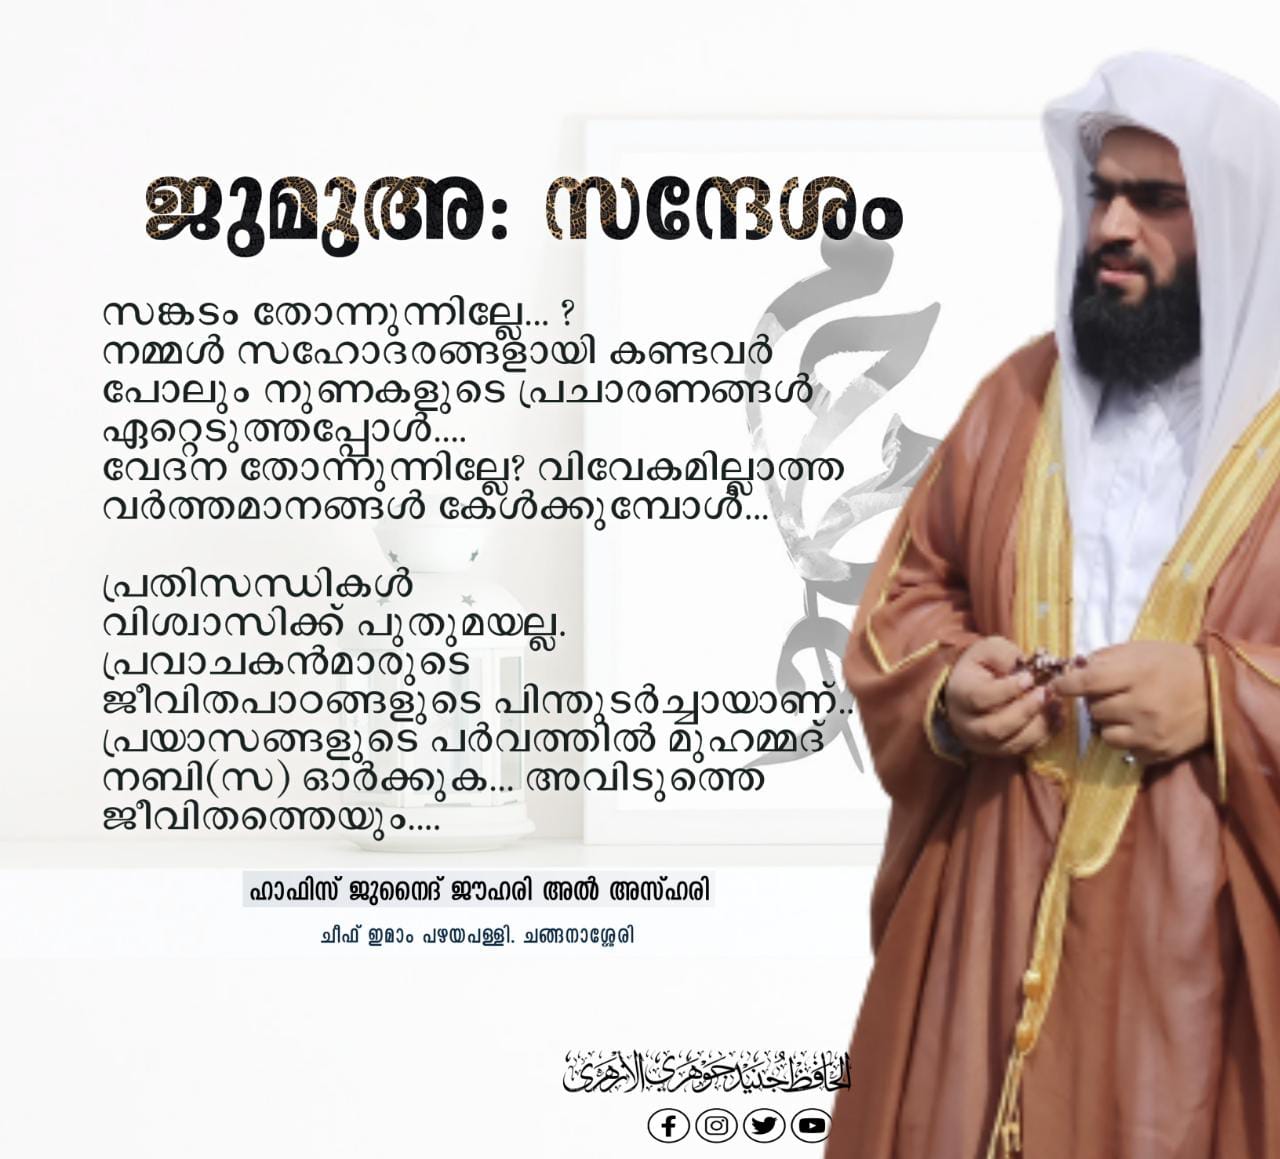 ജുമുഅ: സന്ദേശം
സങ്കടം തോന്നുന്നില്ലേ... ?
നമ്മൾ സഹോദരങ്ങളായി കണ്ടവർ
പോലും നുണകളുടെ പ്രചാരണങ്ങൾ
ഏറ്റെടുത്തപ്പോൾ....
വേദന തോന്നുന്നില്ലേ? വിവേകമില്ലാത്ത
വർത്തമാനങ്ങൾ കേൾക്കുമ്പോൾ...
പ്രതിസന്ധികൾ
വിശ്വാസിക്ക് പുതുമയല്ല.
പ്രവാചകൻമാരുടെ
ജീവിതപാഠങ്ങളുടെ പിന്തുടർച്ചായാണ്..
പ്രയാസങ്ങളുടെ പർവത്തിൽ മുഹമ്മദ്
നബി(സ) ഓർക്കുക... അവിടുത്തെ
ജീവിതത്തെയും....
ഹാഫിസ് ജുനൈദ് ജൗഹരി അൽ അസ്ഹരി
ചീഫ് ഇമാം പഴയപള്ളി. ചങ്ങനാശ്ശേരി
الحافظ جنيد جوهري الازهري